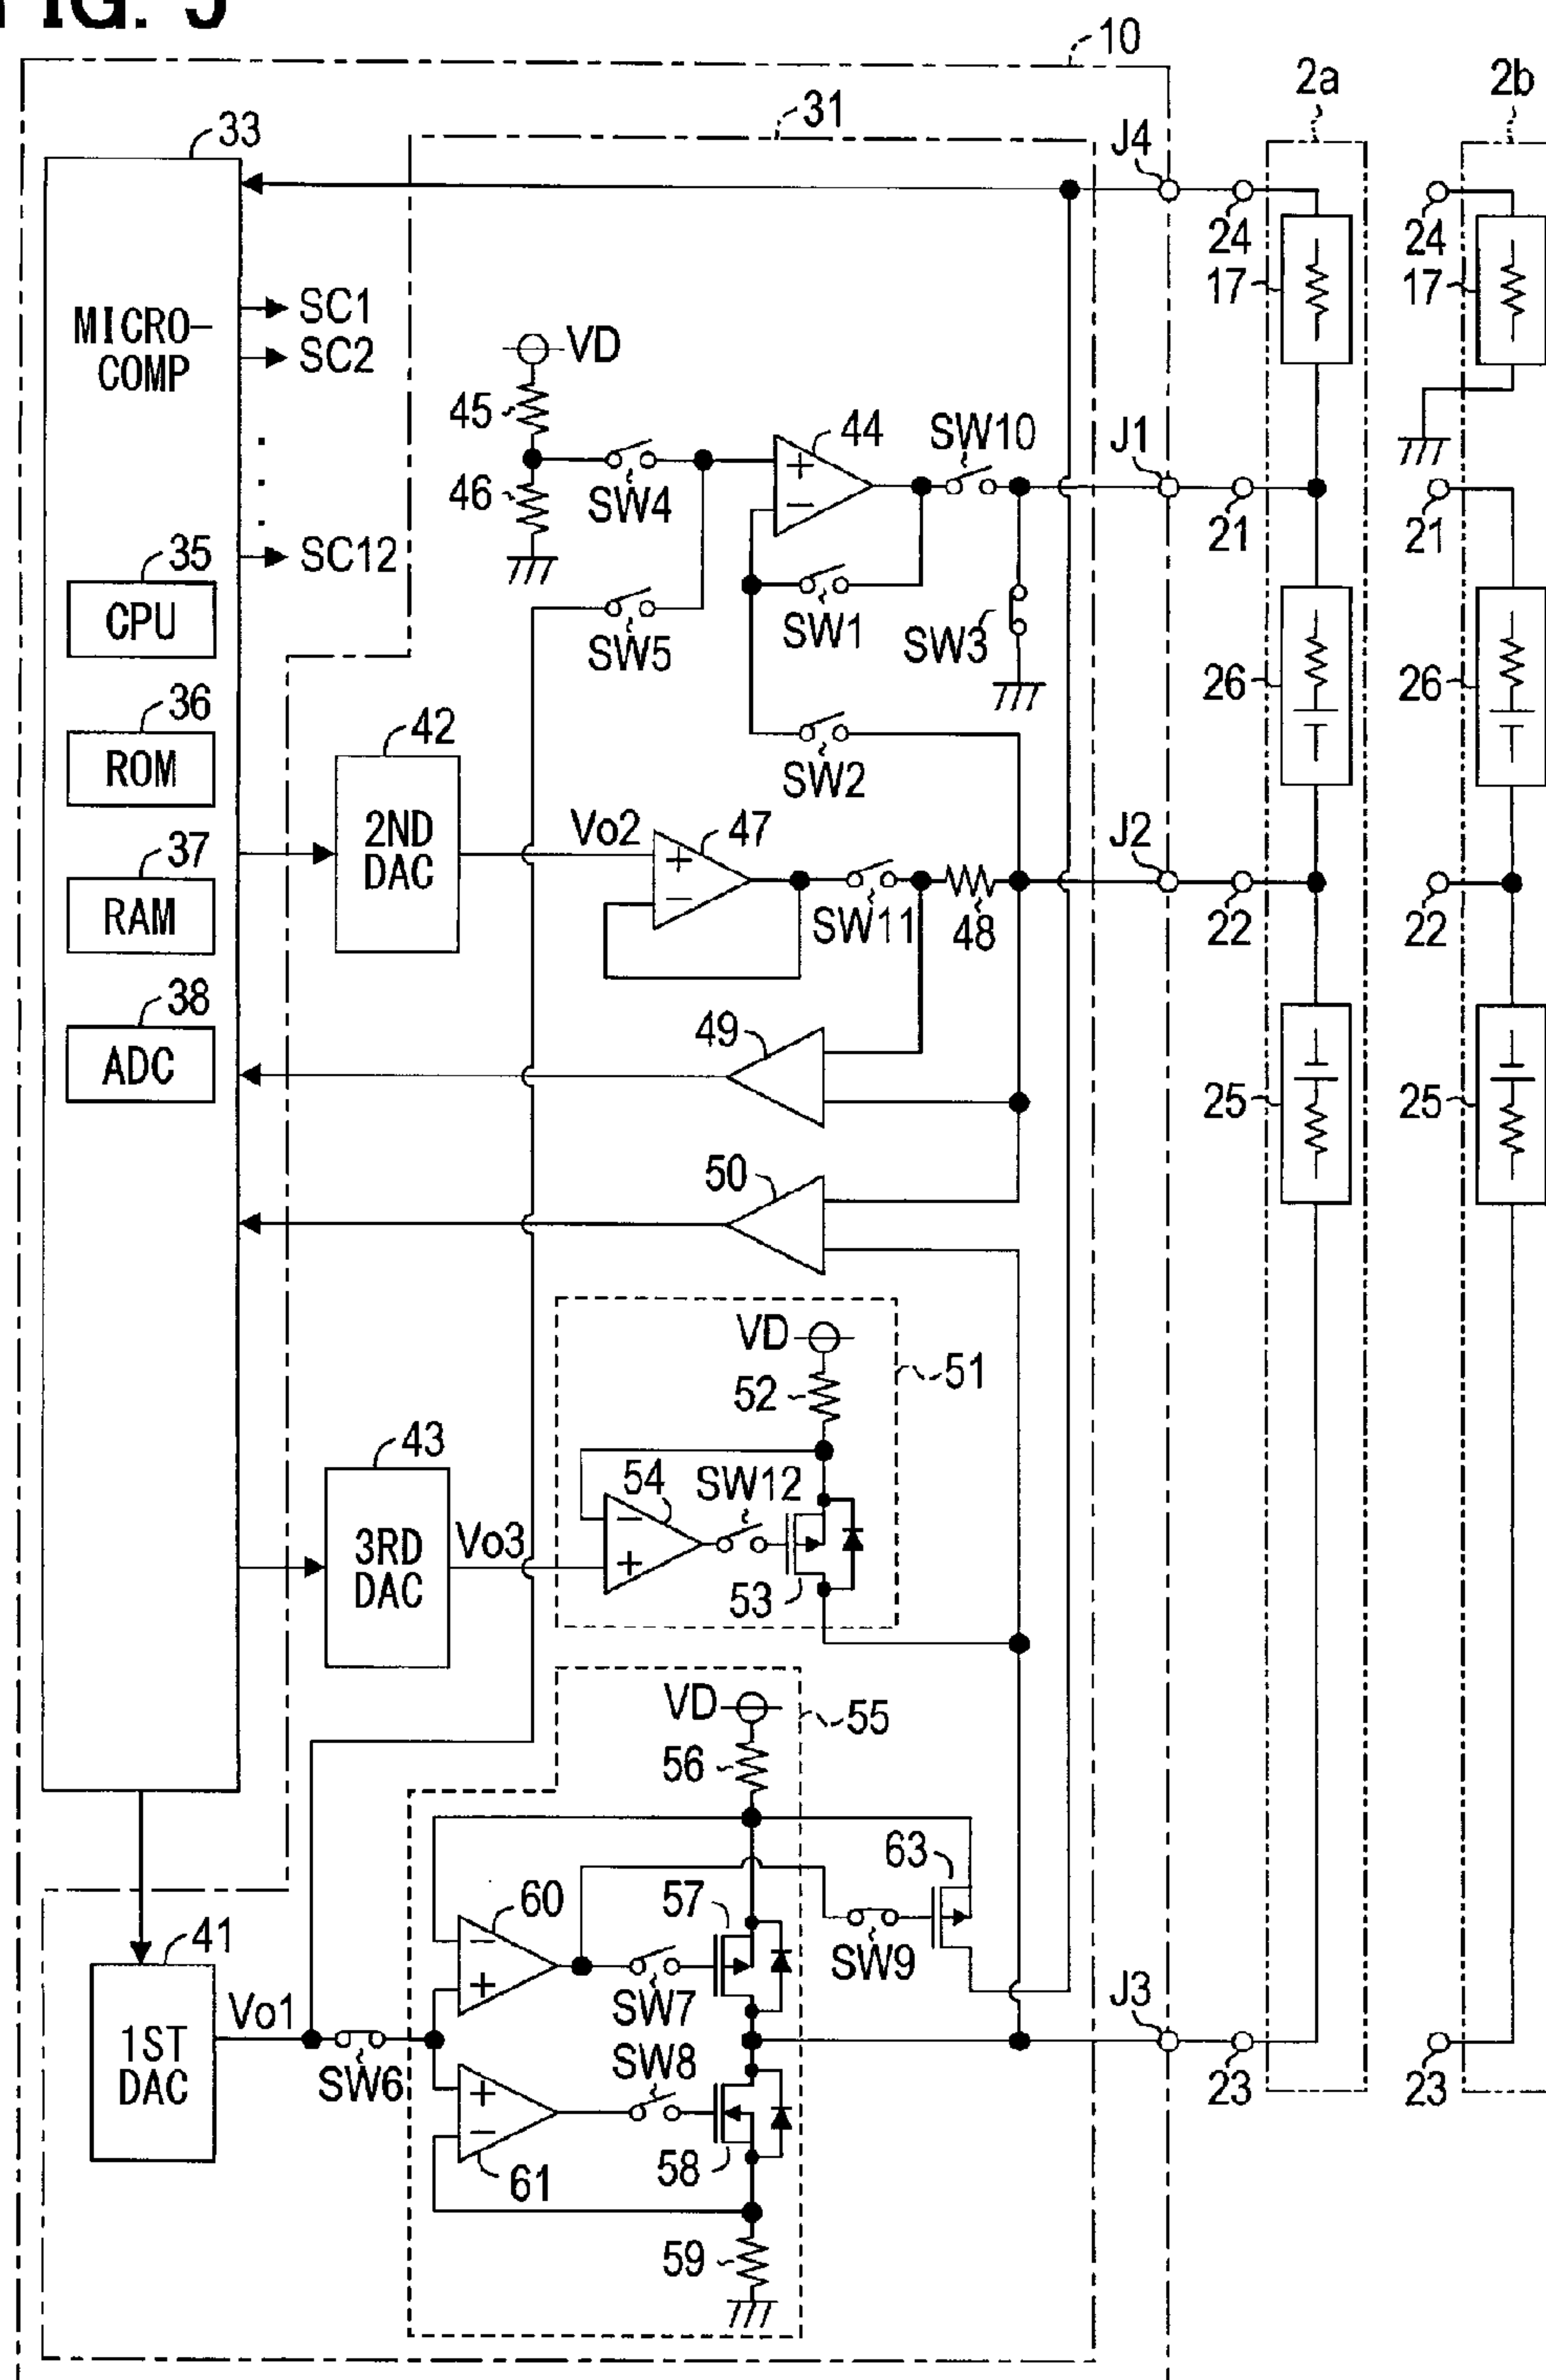 FIG. 5
10
2a
2b
31
33
J4
24
24
17
17
MICRO-
COMP
SC1
SC2
SC12
VD
45
46
SW4
44
SW10
J1
+
−
21
21
35
CPU
SW5
SW1
SW3
36
ROM
42
2ND
DAC
SW2
26
26
37
RAM
Vo2
47
+
−
SW11
48
J2
22
22
38
ADC
49
25
25
50
VD
52
51
43
3RD
DAC
Vo3
54
SW12
−
+
53
VD
55
56
60
57
63
−
+
SW7
SW9
41
1ST
DAC
Vo1
SW6
SW8
J3
23
23
+
−
61
58
59